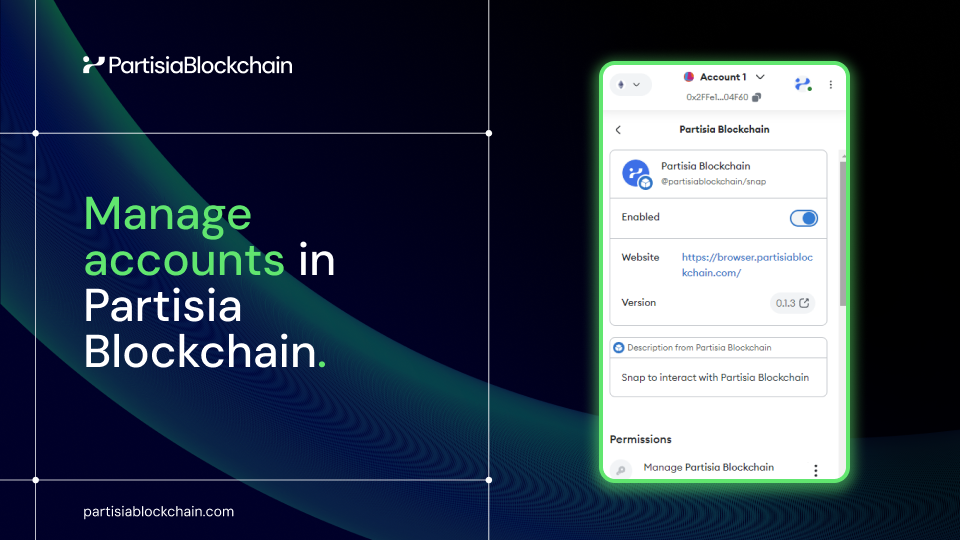 PartisiaBlockchain
Manage
accounts in
Partisia
Blockchain.
partisiablockchain.com
Account 1
0x2FFe1...04F60
Partisia Blockchain
Partisia Blockchain
@partisiablockchain/snap
Enabled
Website
https://browser.partisiabloc
kchain.com/
Version
0.1.3
Description from Partisia Blockchain
Snap to interact with Partisia Blockchain
Permissions
Manage Partisia Blockchain